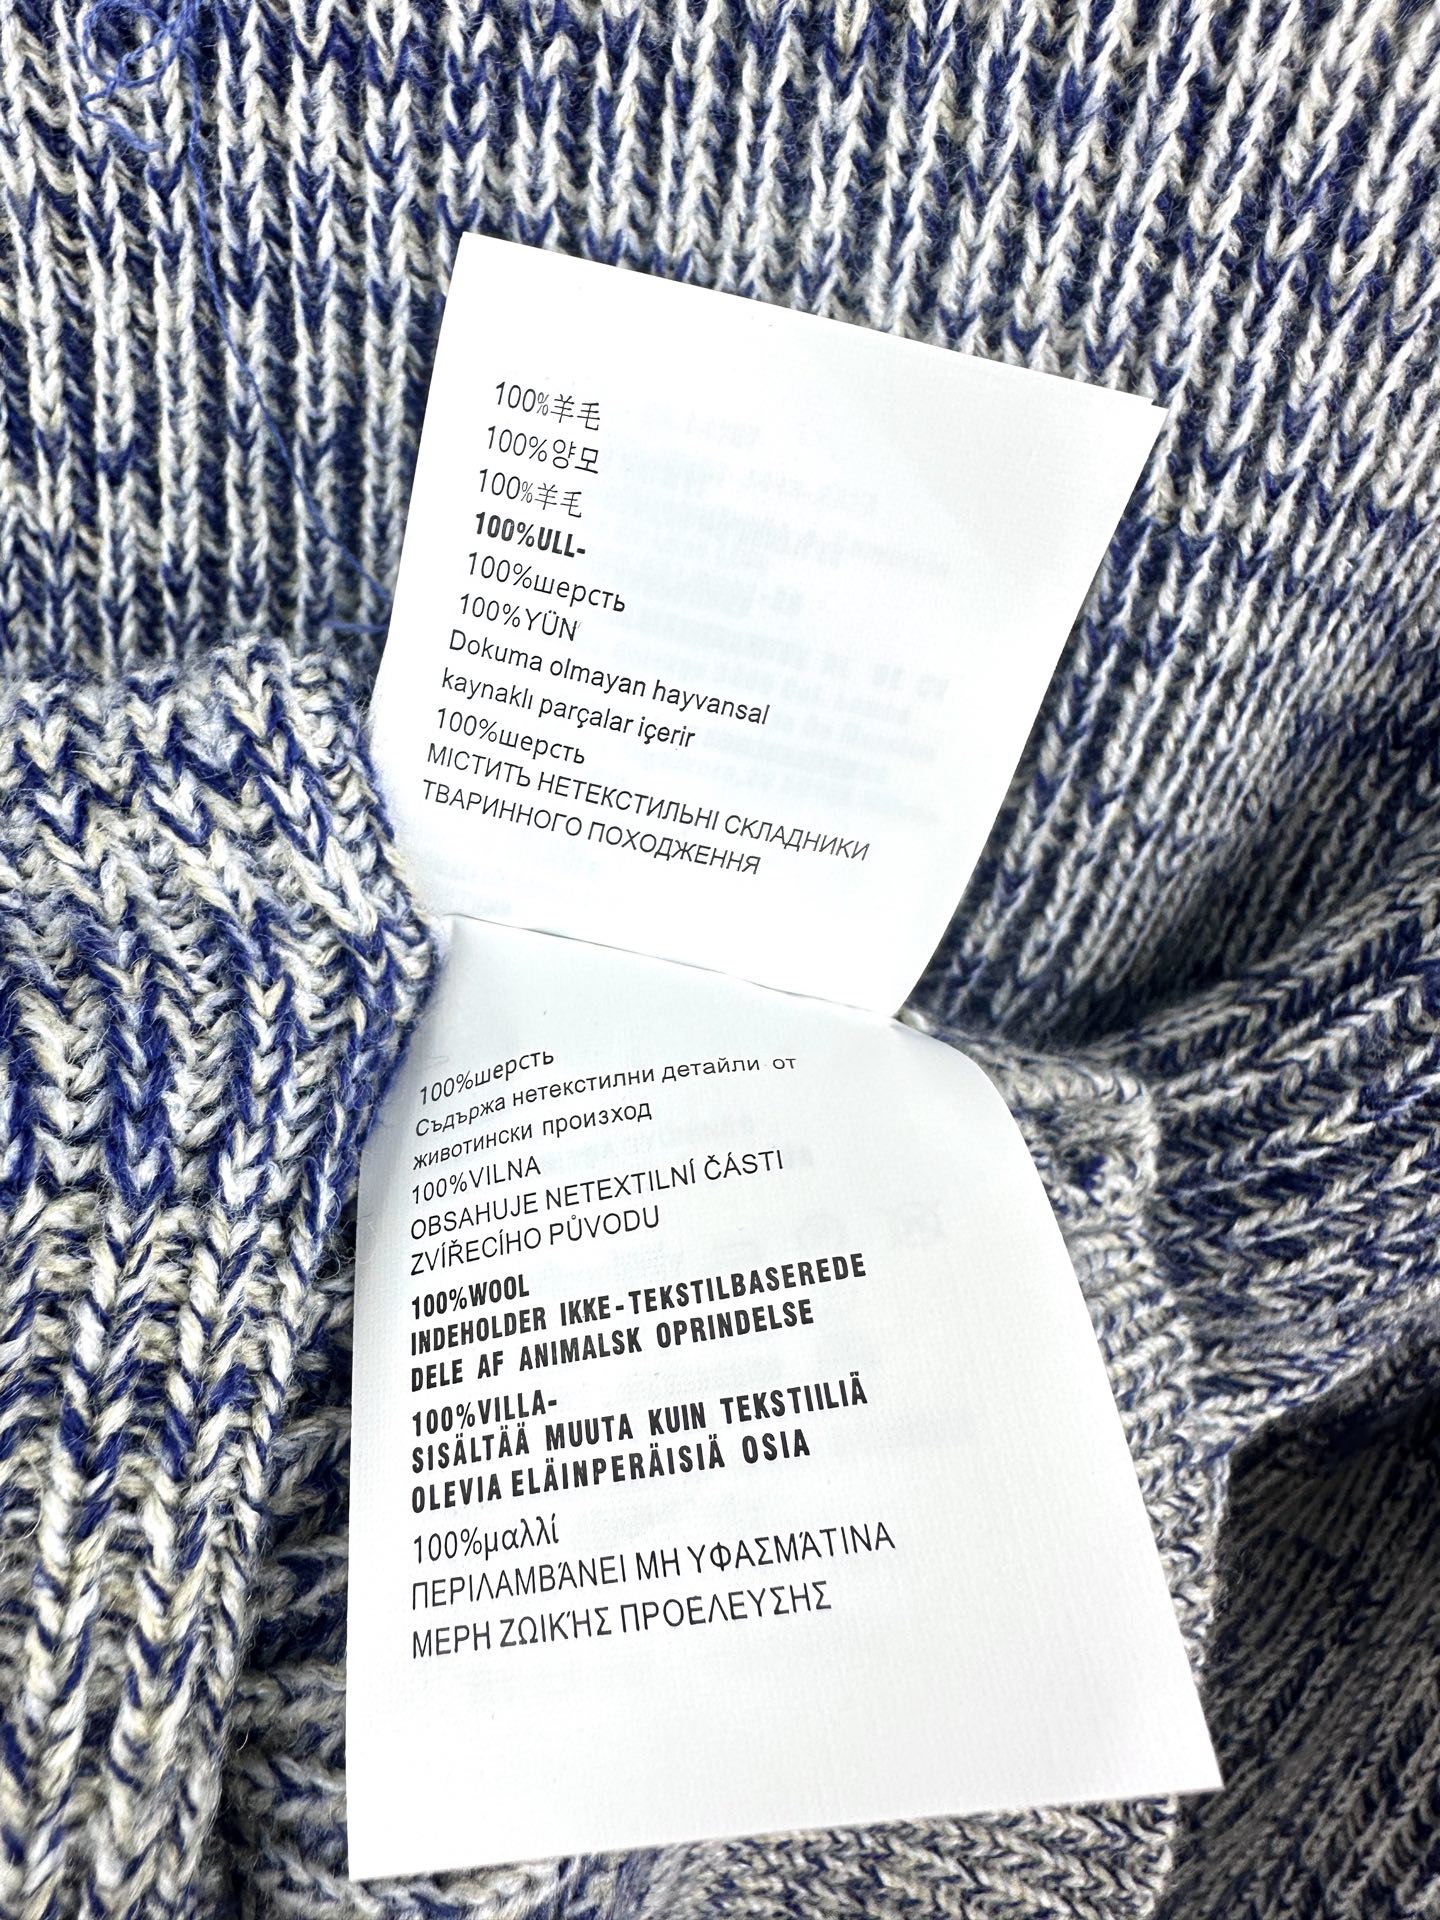 100%羊毛
100%양모
100%羊毛
100%ULL-
100%шерсть
100%YÜN
Dokuma olmayan hayvansal
kaynaklı parçalar içerir
100%шерсть
МІСТИТЬ НЕТЕКСТИЛЬНІ СКЛАДНИКИ
ТВАРИННОГО ПОХОДЖЕННЯ
100%шерсть
Съдържа нетекстилни детайли от
животински произход
100%VILNA
OBSAHUJE NETEXTILNÍ ČÁSTI
ZVÍŘECÍHO PŮVODU
100%WOOL
INDEHOLDER IKKE-TEKSTILBASEREDE
DELE AF ANIMALSK OPRINDELSE
100%VILLA-
SISÄLTÄÄ MUUTA KUIN TEKSTIILIÄ
OLEVIA ELÄINPERÄISIÄ OSIA
100%μαλλί
ΠΕΡΙΛΑΜΒΆΝΕΙ ΜΗ ΥΦΑΣΜΆΤΙΝΑ
ΜΕΡΗ ΖΩΙΚΉΣ ΠΡΟΕΛΕΥΣΗΣ